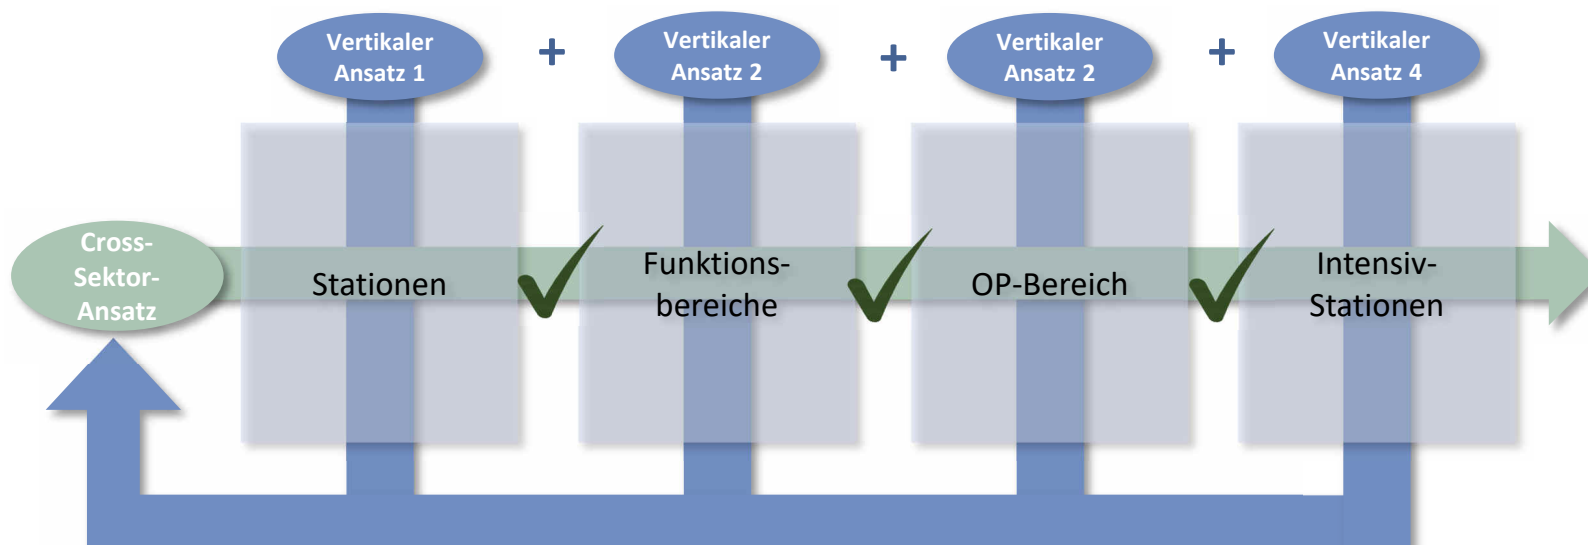 Vertikaler
Ansatz 1
+
Vertikaler
Ansatz 2
+
Vertikaler
Ansatz 2
+
Vertikaler
Ansatz 4
Cross-
Sektor-
Ansatz
Stationen
Funktions-
bereiche
OP-Bereich
Intensiv-
Stationen